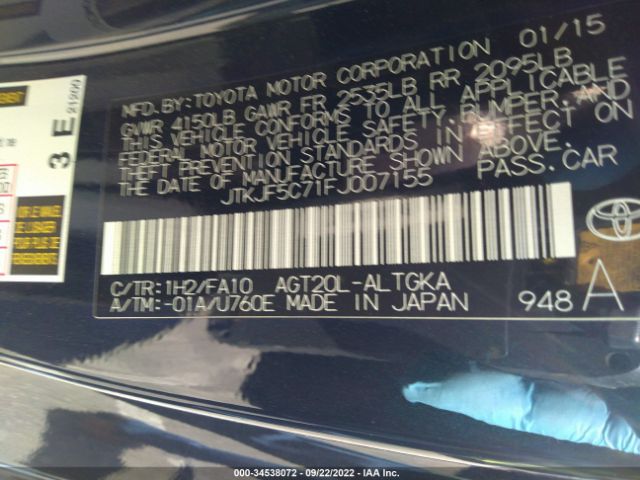 MFD. BY: TOYOTA MOTOR CORPORATION 01/15
GVWR 4150LB GAWR FR 2535LB RR 2095LB
THIS VEHICLE CONFORMS TO ALL APPLICABLE
FEDERAL MOTOR VEHICLE SAFETY, BUMPER, AND
THEFT PREVENTION STANDARDS IN EFFECT ON
THE DATE OF MANUFACTURE SHOWN ABOVE.
JTKJF5C71FJ007155 PASS. CAR
C/TR: 1H2/FA10 AGT20L-ALTGKA
A/TM: -01A/U760E MADE IN JAPAN
948 A
3 E
000-34538072 - 09/22/2022 - IAA Inc.